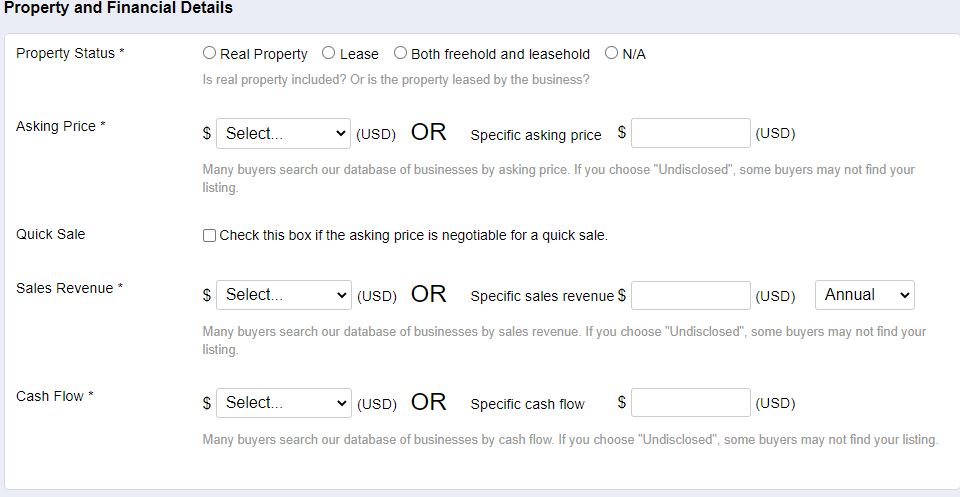 Property and Financial Details
Property Status * Real Property Lease Both freehold and leasehold N/A
Is real property included? Or is the property leased by the business?
Asking Price * $ Select... (USD) OR Specific asking price $ (USD)
Many buyers search our database of businesses by asking price. If you choose "Undisclosed", some buyers may not find your
listing.
Quick Sale Check this box if the asking price is negotiable for a quick sale.
Sales Revenue * $ Select... (USD) OR Specific sales revenue $ (USD) Annual
Many buyers search our database of businesses by sales revenue. If you choose "Undisclosed", some buyers may not find your
listing.
Cash Flow * $ Select... (USD) OR Specific cash flow $ (USD)
Many buyers search our database of businesses by cash flow. If you choose "Undisclosed", some buyers may not find your listing.